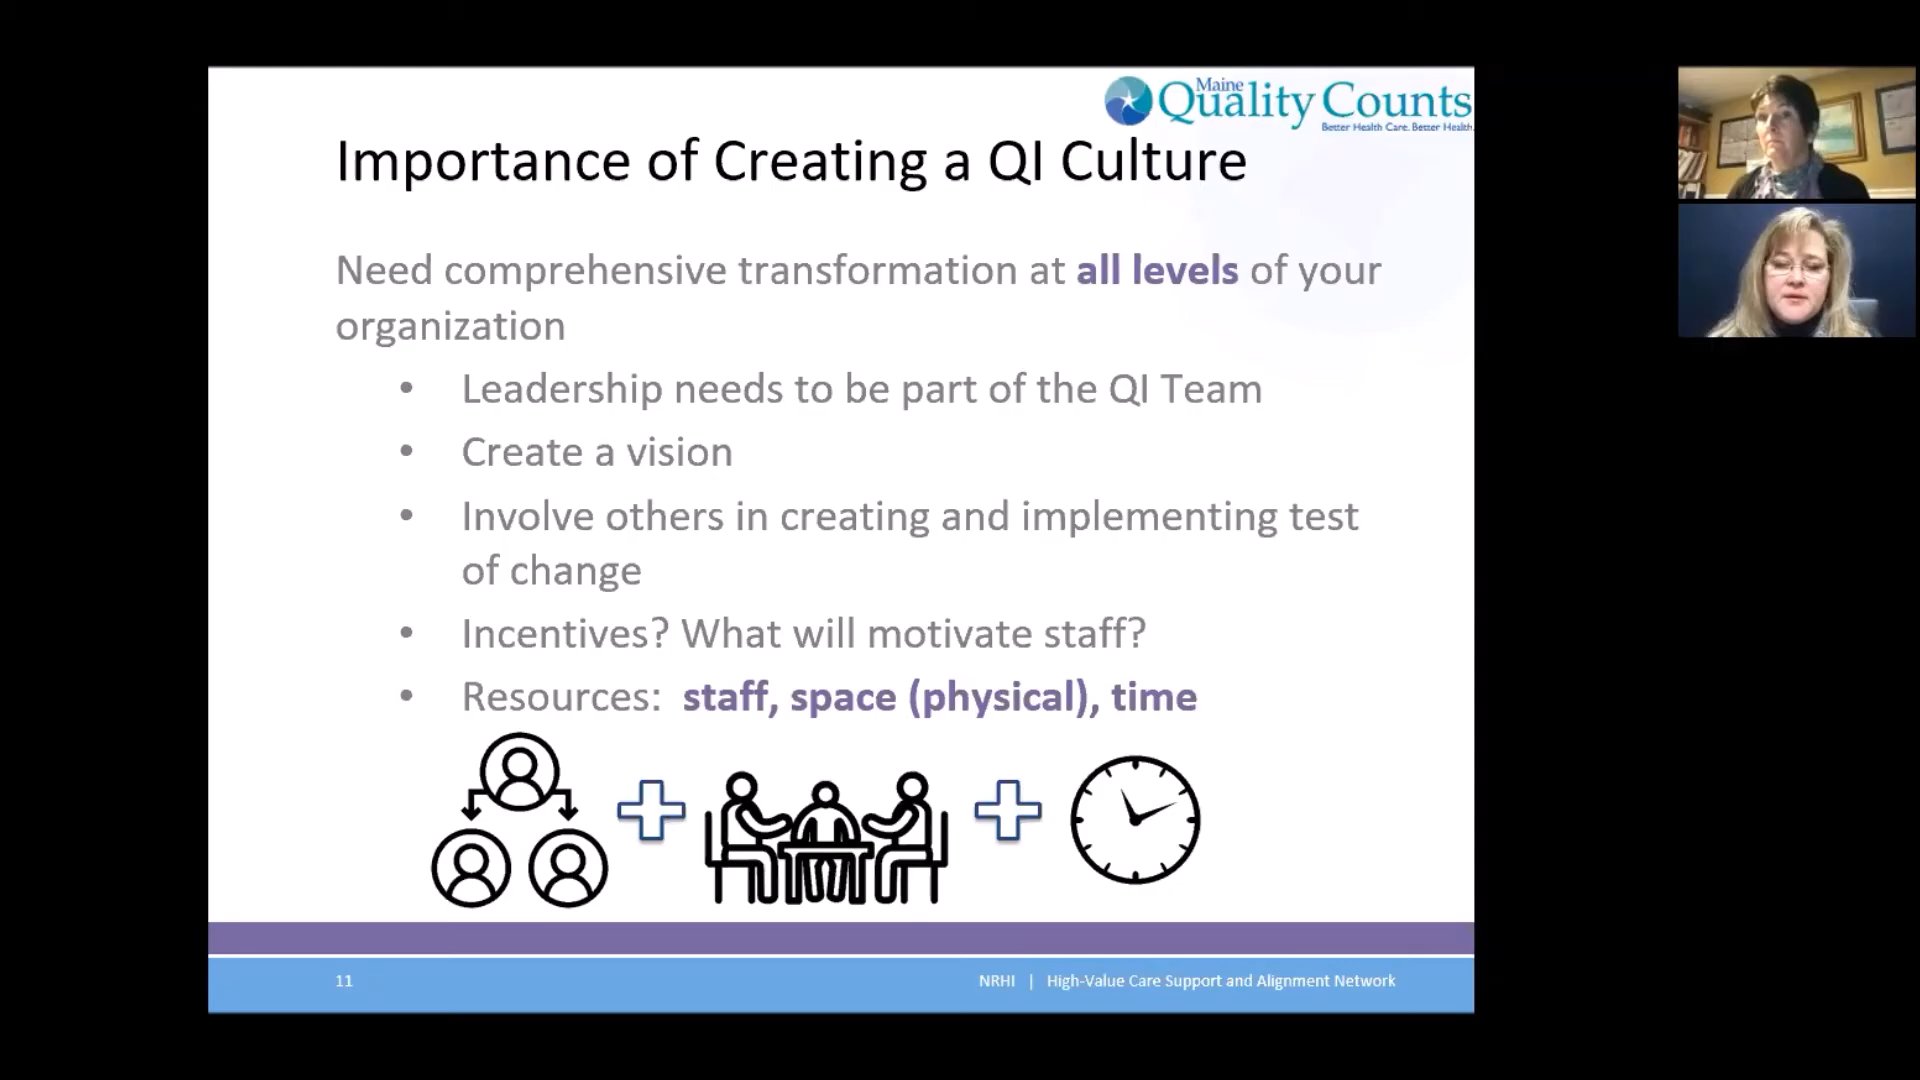 Maine
Quality Counts
Better Health Care. Better Health.
Importance of Creating a QI Culture
Need comprehensive transformation at all levels of your
organization
• Leadership needs to be part of the QI Team
• Create a vision
• Involve others in creating and implementing test
of change
• Incentives? What will motivate staff?
• Resources: staff, space (physical), time
11
NRHI | High-Value Care Support and Alignment Network